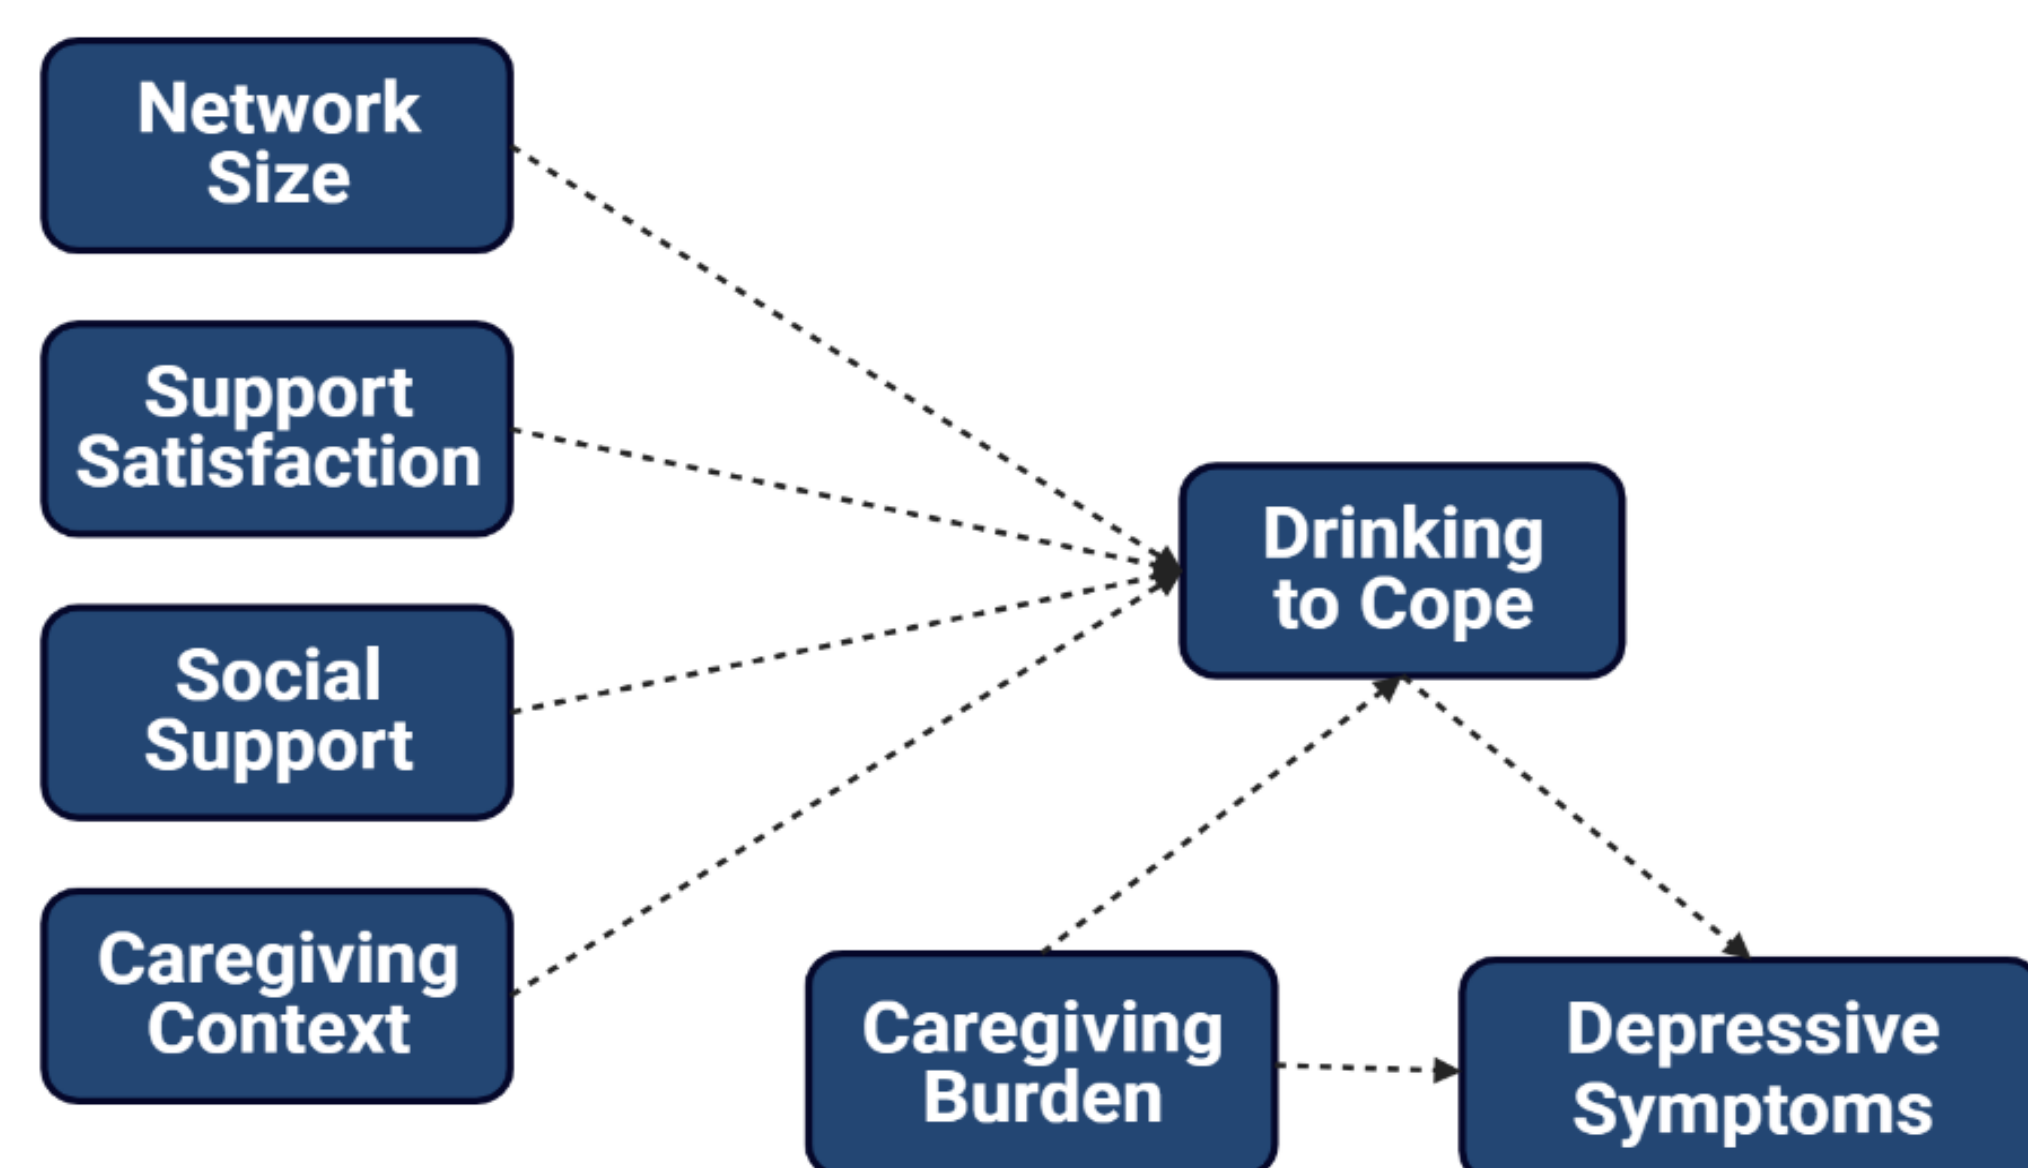 Network
Size
Support
Satisfaction
Social
Support
Caregiving
Context
Drinking
to Cope
Caregiving
Burden
Depressive
Symptoms